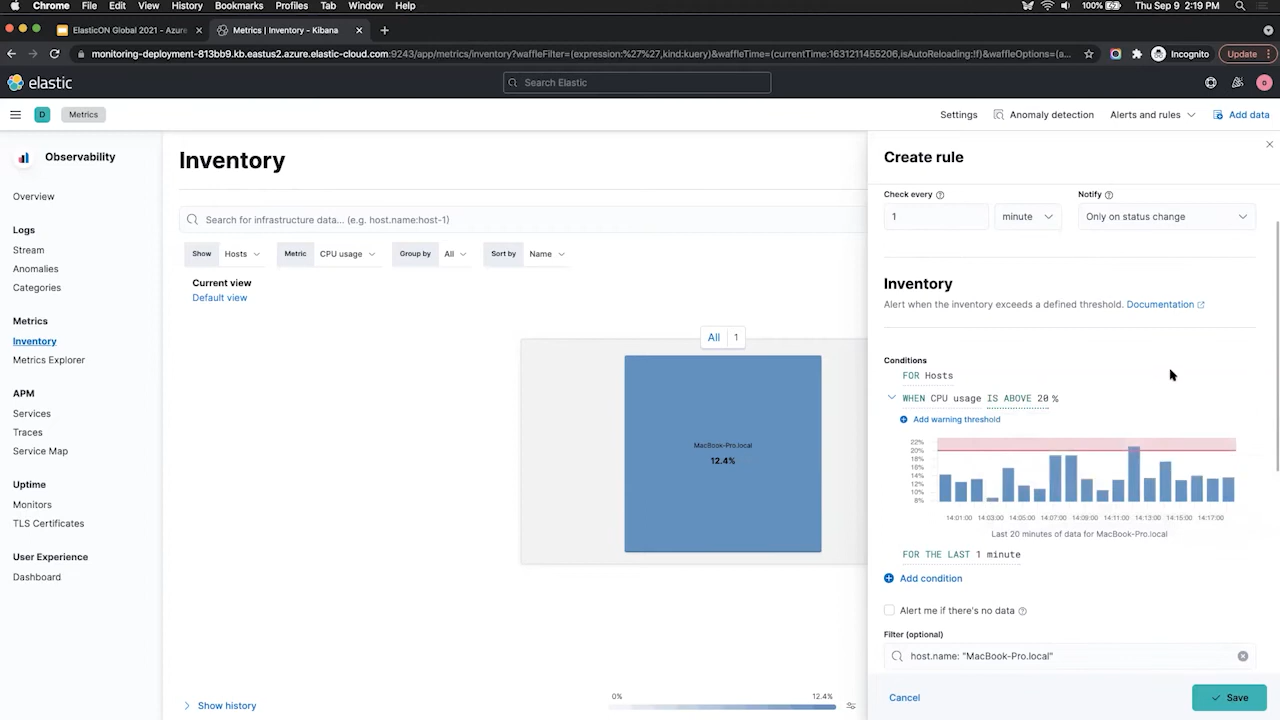 Chrome File Edit View History Bookmarks Profiles Tab Window Help 100% Thu Sep 9 2:19 PM
ElasticON Global 2021 - Azure Metrics | Inventory - Kibana
monitoring-deployment-813bb9.kb.eastus2.azure.elastic-cloud.com:9243/app/metrics/inventory?waffleFilter=(expression:%27%27,kind:kuery)&waffleTime=(currentTime:1631211455206,isAutoReloading:!f)&waffleOptions=(a... Incognito Update
elastic Search Elastic
D Metrics Settings Anomaly detection Alerts and rules Add data
Observability
Overview
Logs
Stream
Anomalies
Categories
Metrics
Inventory
Metrics Explorer
APM
Services
Traces
Service Map
Uptime
Monitors
TLS Certificates
User Experience
Dashboard
Inventory
Search for infrastructure data... (e.g. host.name:host-1)
Show Hosts Metric CPU usage Group by All Sort by Name
Current view
Default view
All 1
MacBook-Pro.local
12.4%
Show history
0% 12.4%
Create rule
Check every Notify
1 minute Only on status change
Inventory
Alert when the inventory exceeds a defined threshold. Documentation
Conditions
FOR Hosts
WHEN CPU usage IS ABOVE 20 %
Add warning threshold
22%
20%
18%
16%
14%
12%
10%
8%
14:01:00 14:03:00 14:05:00 14:07:00 14:09:00 14:11:00 14:13:00 14:15:00 14:17:00
Last 20 minutes of data for MacBook-Pro.local
FOR THE LAST 1 minute
Add condition
Alert me if there's no data
Filter (optional)
host.name: "MacBook-Pro.local"
Cancel Save